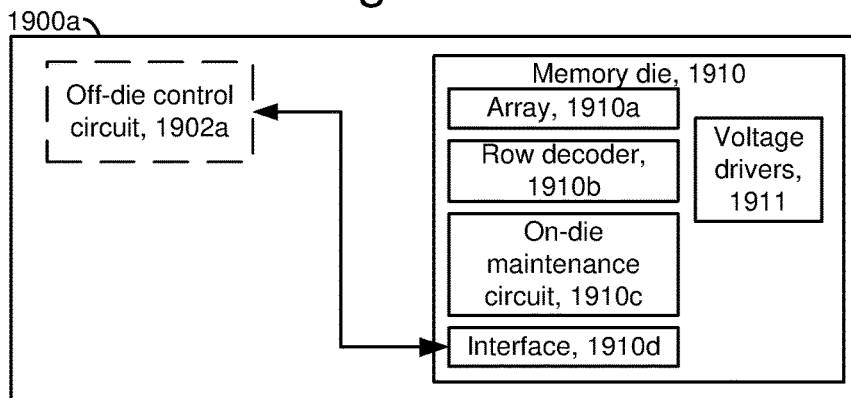 1900a
Off-die control
circuit, 1902a
Memory die, 1910
Array, 1910a
Row decoder,
1910b
On-die
maintenance
circuit, 1910c
Interface, 1910d
Voltage
drivers,
1911